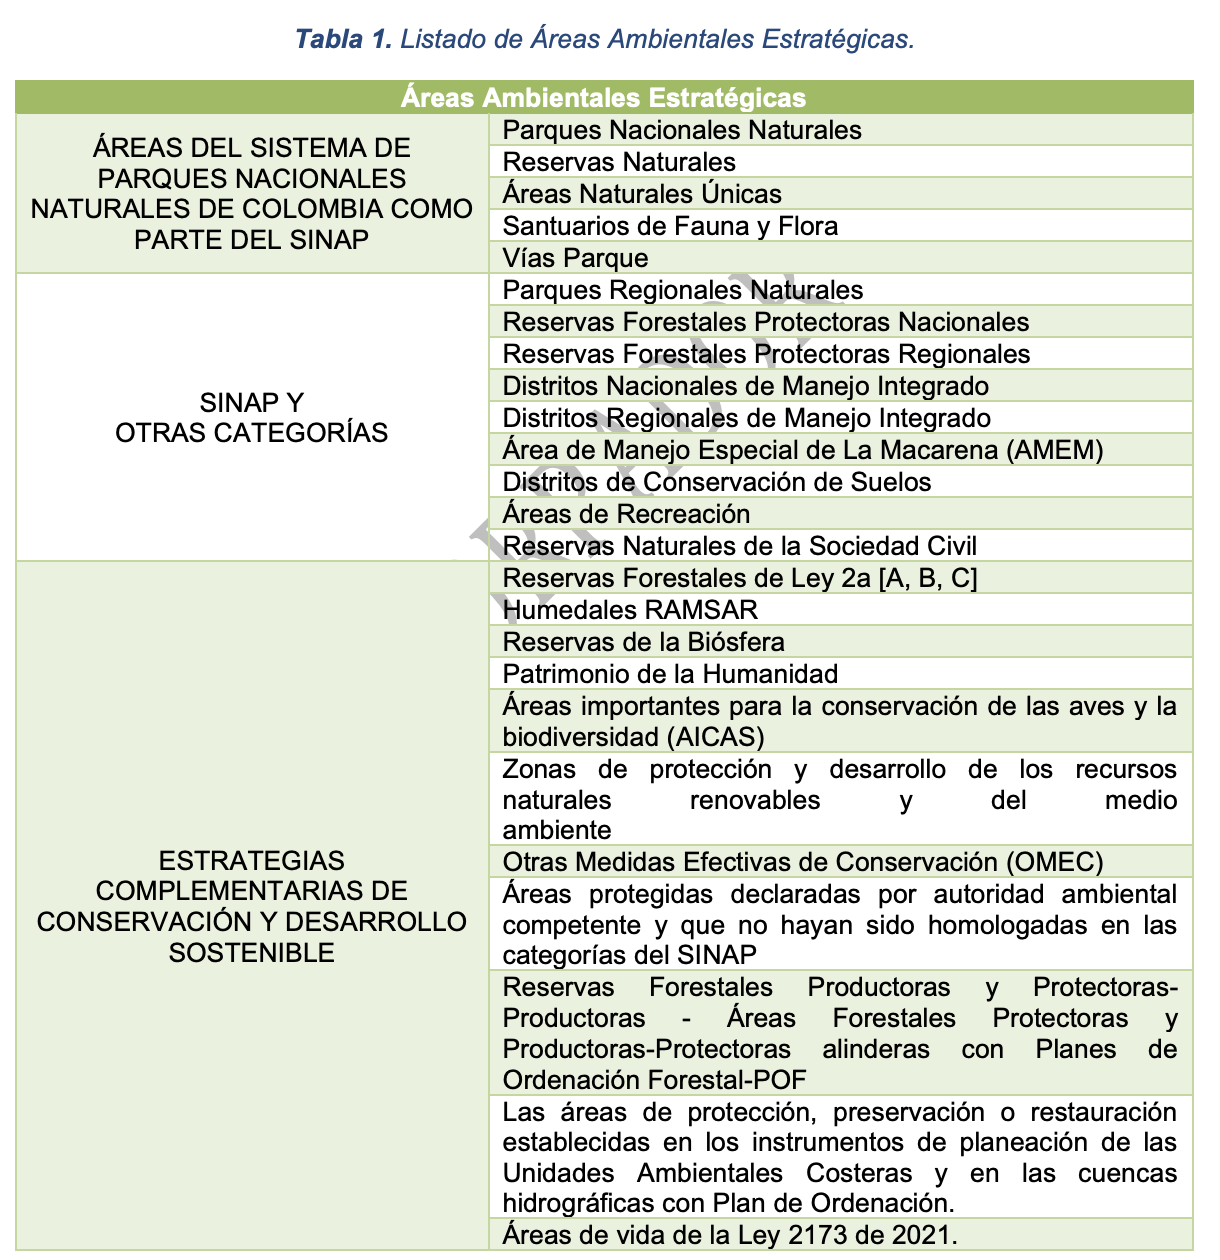 Tabla 1. Listado de Áreas Ambientales Estratégicas.
Áreas Ambientales Estratégicas
ÁREAS DEL SISTEMA DE
PARQUES NACIONALES
NATURALES DE COLOMBIA COMO
PARTE DEL SINAP
Parques Nacionales Naturales
Reservas Naturales
Áreas Naturales Únicas
Santuarios de Fauna y Flora
Vías Parque
SINAP Y
OTRAS CATEGORÍAS
Parques Regionales Naturales
Reservas Forestales Protectoras Nacionales
Reservas Forestales Protectoras Regionales
Distritos Nacionales de Manejo Integrado
Distritos Regionales de Manejo Integrado
Área de Manejo Especial de La Macarena (AMEM)
Distritos de Conservación de Suelos
Áreas de Recreación
Reservas Naturales de la Sociedad Civil
ESTRATEGIAS
COMPLEMENTARIAS DE
CONSERVACIÓN Y DESARROLLO
SOSTENIBLE
Reservas Forestales de Ley 2a [A, B, C]
Humedales RAMSAR
Reservas de la Biósfera
Patrimonio de la Humanidad
Áreas importantes para la conservación de las aves y la
biodiversidad (AICAS)
Zonas de protección y desarrollo de los recursos
naturales renovables y del medio
ambiente
Otras Medidas Efectivas de Conservación (OMEC)
Áreas protegidas declaradas por autoridad ambiental
competente y que no hayan sido homologadas en las
categorías del SINAP
Reservas Forestales Productoras y Protectoras-
Productoras - Áreas Forestales Protectoras y
Productoras-Protectoras alinderas con Planes de
Ordenación Forestal-POF
Las áreas de protección, preservación o restauración
establecidas en los instrumentos de planeación de las
Unidades Ambientales Costeras y en las cuencas
hidrográficas con Plan de Ordenación.
Áreas de vida de la Ley 2173 de 2021.